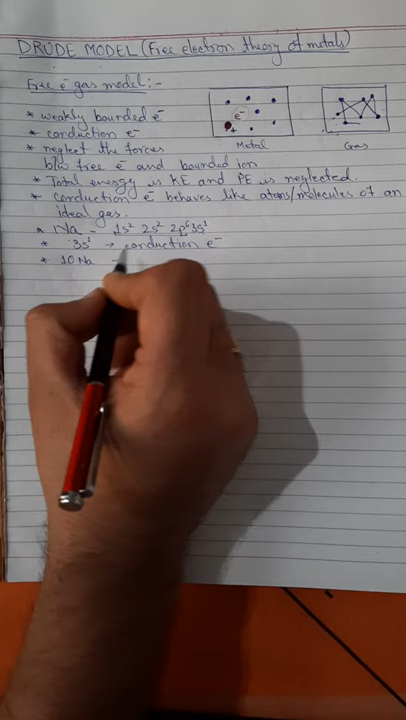 DRUDE MODEL (Free electron theory of metals)
Free e⁻ gas model:-
* weakly bounded e⁻
* conduction e⁻
* neglect the forces
b/w free e⁻ and bounded ion
* Total energy is KE and PE is neglected.
* conduction e⁻ behaves like atoms/molecules of an
ideal gas.
* Na - 1s² 2s² 2p⁶ 3s¹
* 3s¹ → conduction e⁻
* 10 Na -
e⁻
+
Metal
Gas